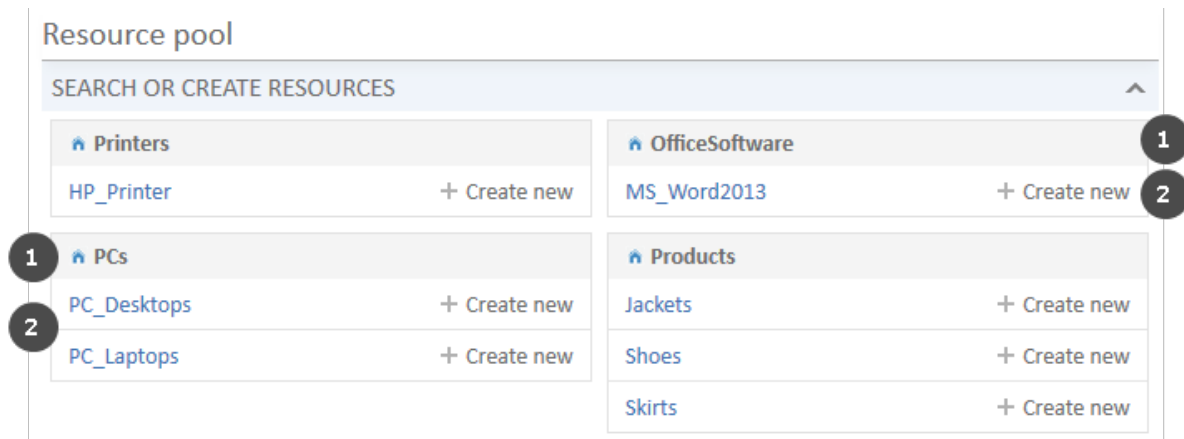 Resource pool
SEARCH OR CREATE RESOURCES
Printers
HP_Printer + Create new
OfficeSoftware 1
MS_Word2013 + Create new 2
1 PCs
2
PC_Desktops + Create new
PC_Laptops + Create new
Products
Jackets + Create new
Shoes + Create new
Skirts + Create new